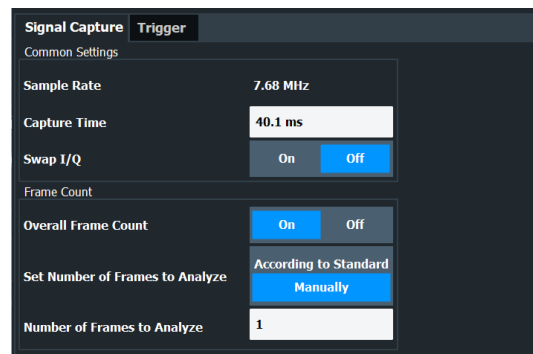 Signal Capture Trigger
Common Settings
Sample Rate 7.68 MHz
Capture Time 40.1 ms
Swap I/Q On Off
Frame Count
Overall Frame Count On Off
According to Standard
Set Number of Frames to Analyze
Manually
Number of Frames to Analyze 1